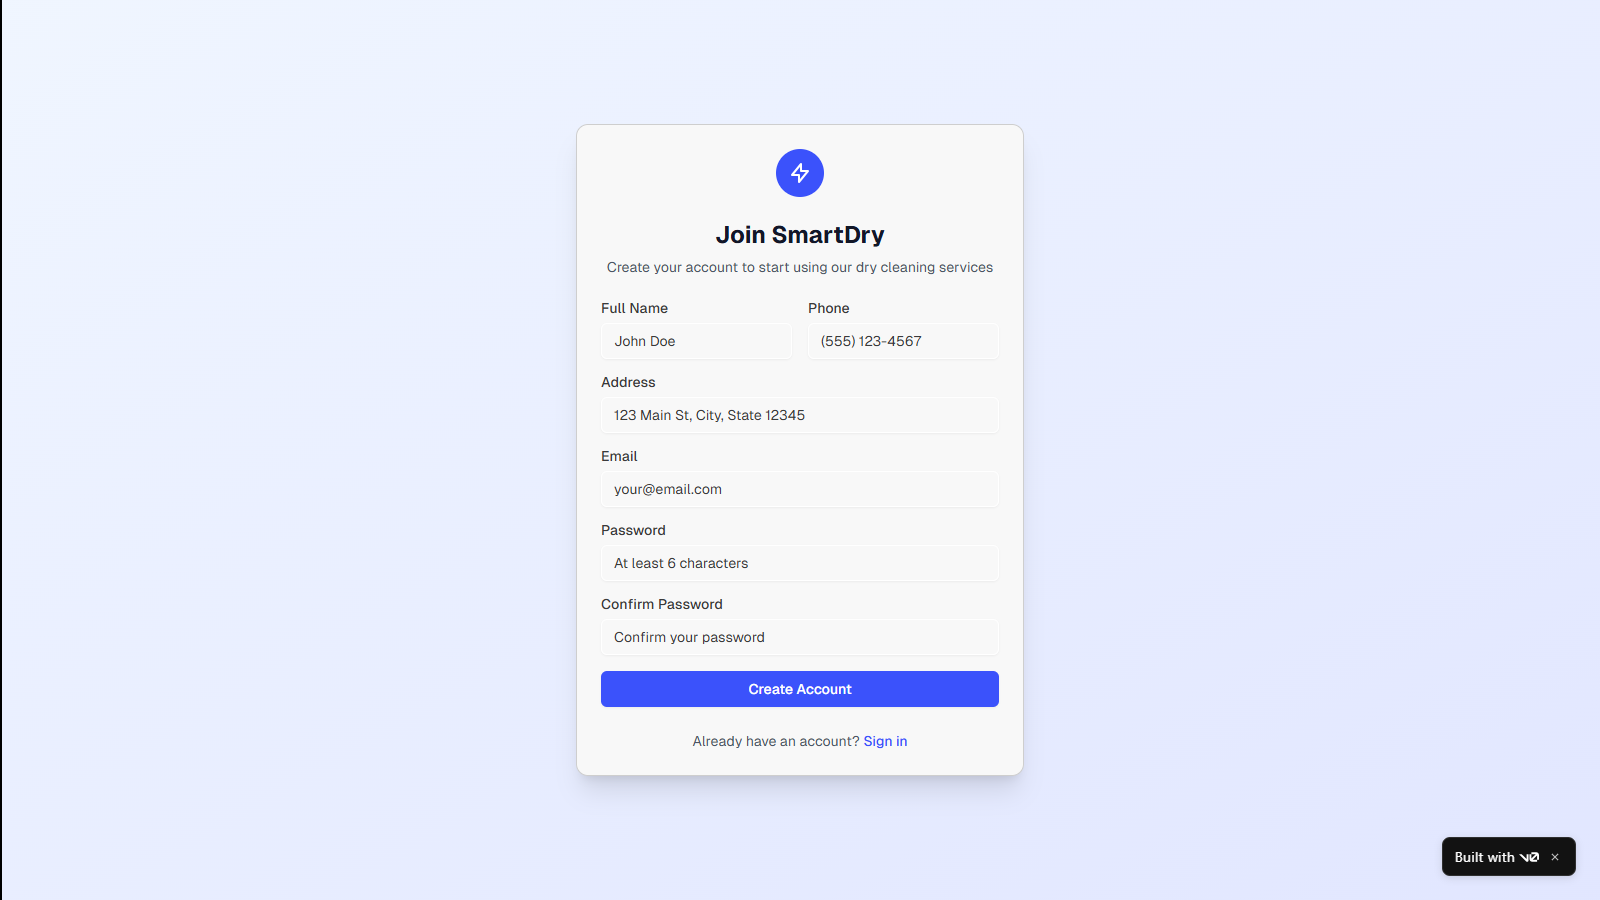 Join SmartDry
Create your account to start using our dry cleaning services
Full Name
Phone
John Doe
(555) 123-4567
Address
123 Main St, City, State 12345
Email
your@email.com
Password
At least 6 characters
Confirm Password
Confirm your password
Create Account
Already have an account? Sign in
Built with v0 ×